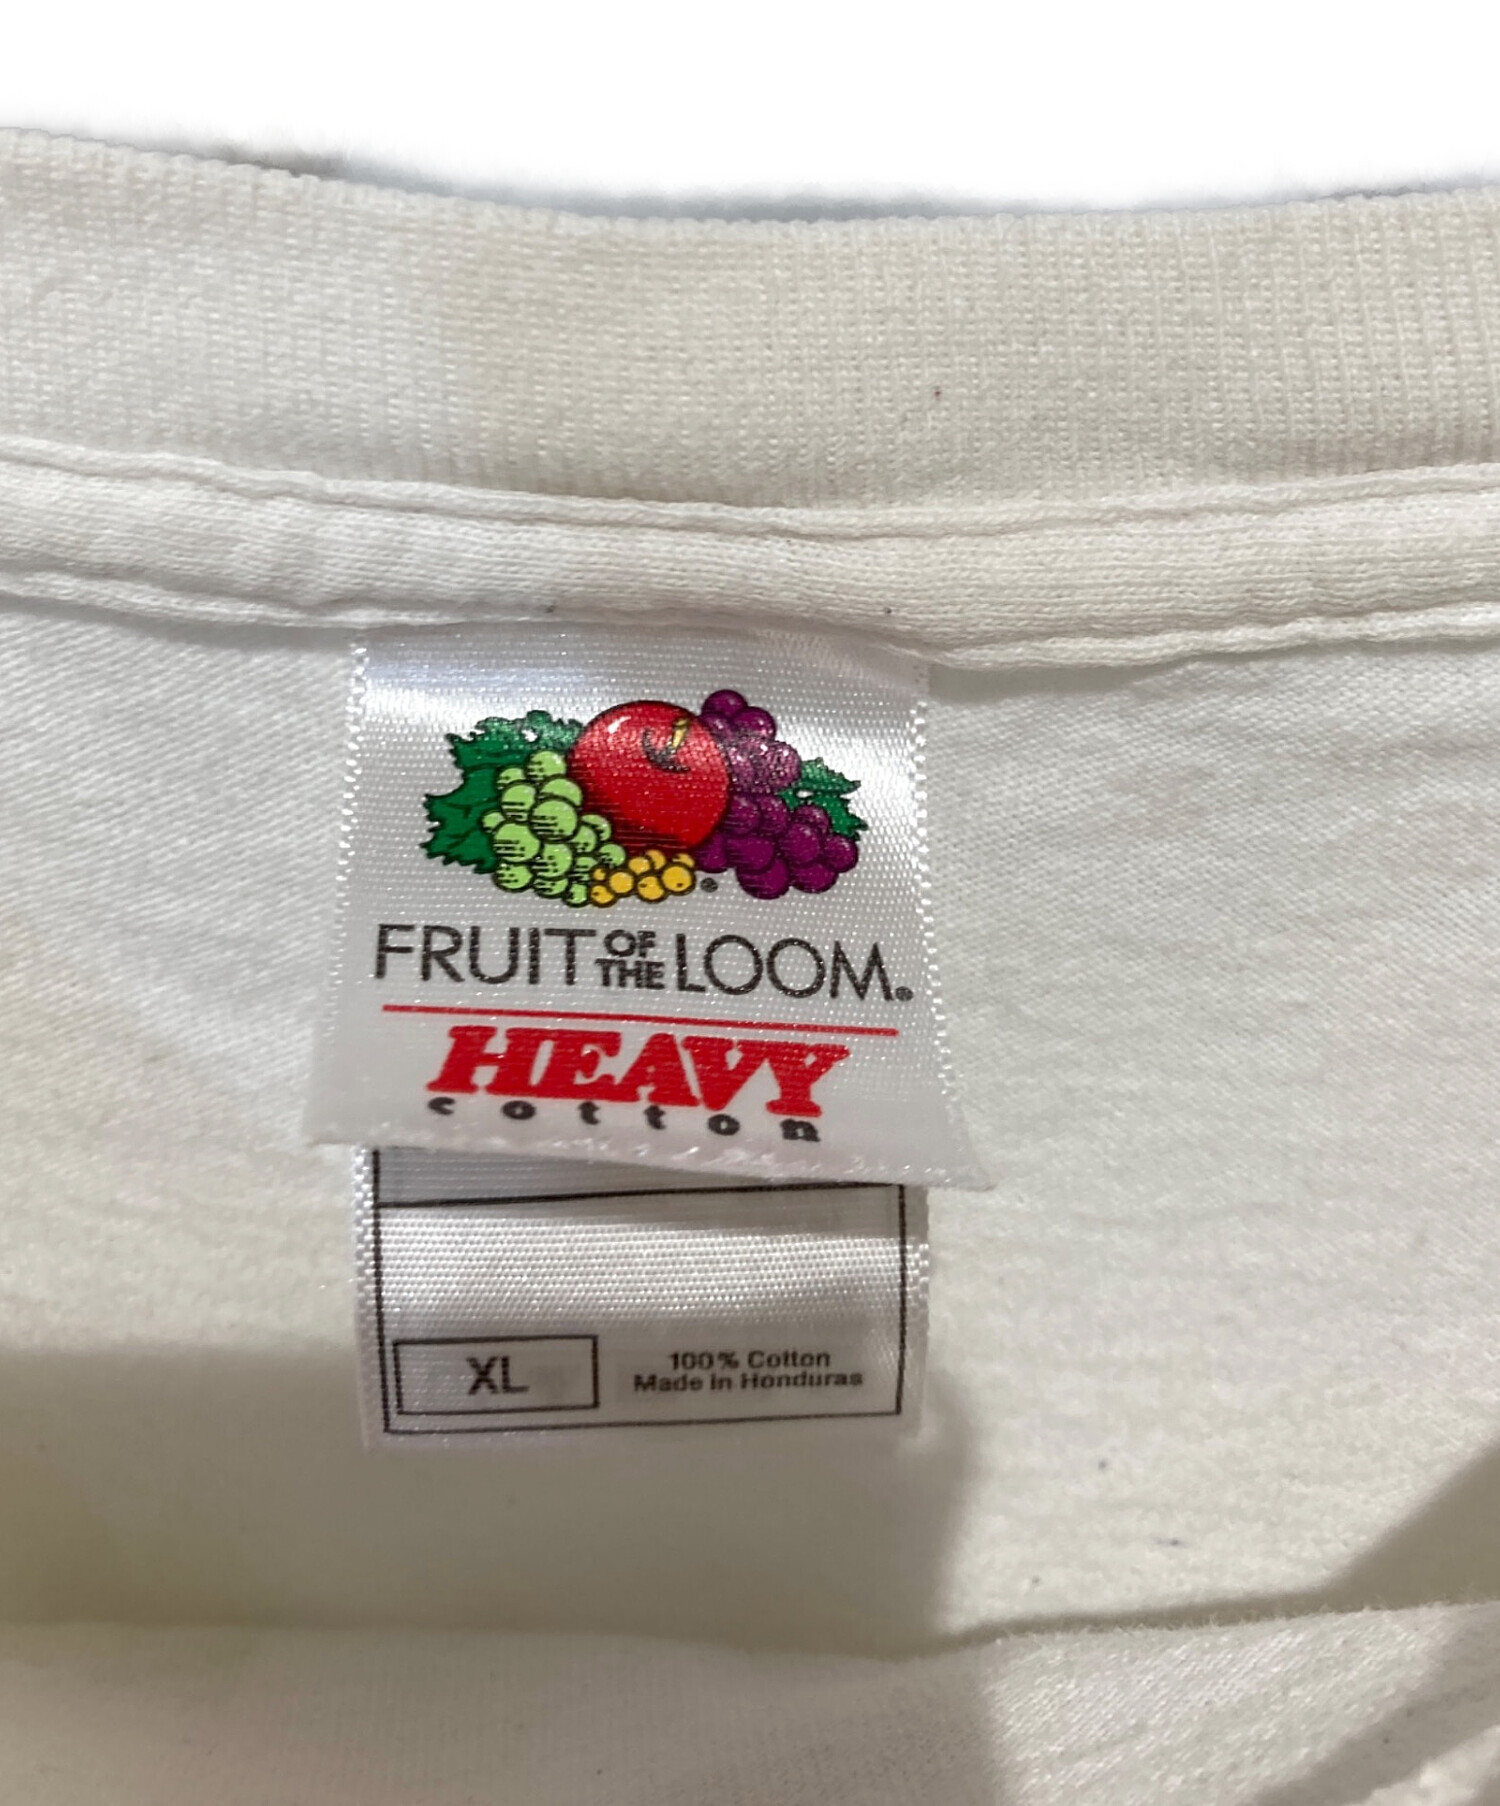 FRUIT OF THE LOOM®
HEAVY
cotton
XL
100% Cotton
Made in Honduras